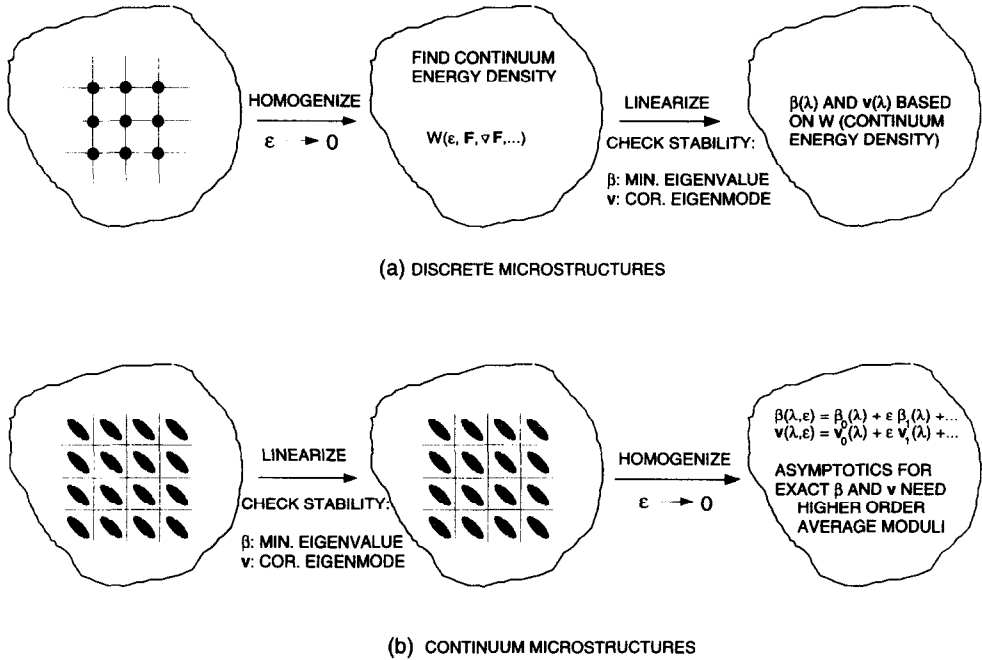 FIND CONTINUUM
ENERGY DENSITY
HOMOGENIZE
ε → 0
W(ε, F, ∇ F,...)
LINEARIZE
CHECK STABILITY:
β: MIN. EIGENVALUE
v: COR. EIGENMODE
β(λ) AND v(λ) BASED
ON W (CONTINUUM
ENERGY DENSITY)
(a) DISCRETE MICROSTRUCTURES
LINEARIZE
CHECK STABILITY:
β: MIN. EIGENVALUE
v: COR. EIGENMODE
HOMOGENIZE
ε → 0
β(λ,ε) = β₀(λ) + ε β₁(λ) +...
v(λ,ε) = v₀(λ) + ε v₁(λ) +...
ASYMPTOTICS FOR
EXACT β AND v NEED
HIGHER ORDER
AVERAGE MODULI
(b) CONTINUUM MICROSTRUCTURES